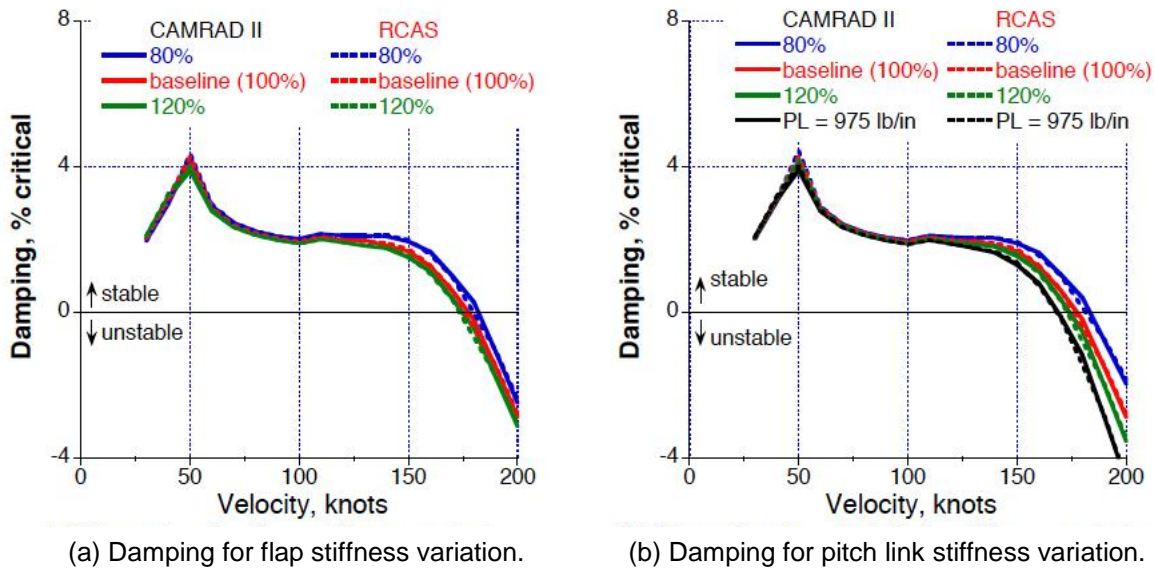 8
CAMRAD II RCAS
80% 80%
baseline (100%) baseline (100%)
120% 120%
Damping, % critical
4
stable
0
unstable
-4
0 50 100 150 200
Velocity, knots
(a) Damping for flap stiffness variation.
8
CAMRAD II RCAS
80% 80%
baseline (100%) baseline (100%)
120% 120%
PL = 975 lb/in PL = 975 lb/in
Damping, % critical
4
stable
0
unstable
-4
0 50 100 150 200
Velocity, knots
(b) Damping for pitch link stiffness variation.